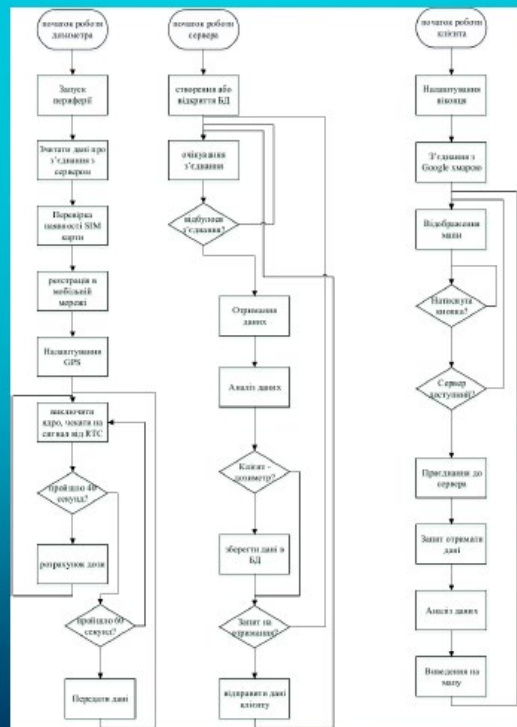 початок роботи
дозиметра
Запуск
периферії
Зчитати дані про
з'єднання з
сервером
Перевірка
наявності SIM
карти
реєстрація в
мобільній
мережі
Налаштування
GPS
виключити
ядро, чекати на
сигнал від RTC
пройшло 40
секунд?
розрахунок дози
пройшло 60
секунд?
Передати дані
початок роботи
сервера
створення або
відкриття БД
очікування
з'єднання
відбулося
з'єднання?
Отримання
даних
Аналіз даних
Клієнт -
дозиметр?
зберегти дані в
БД
Запит на
отримання?
відправити дані
клієнту
початок роботи
клієнта
Налаштування
віконця
З'єднання з
Google хмарою
Відображення
мапи
Натиснута
кнопка?
Сервер
доступний?
Приєднання до
сервера
Запит отримати
дані
Аналіз даних
Виведення на
мапу